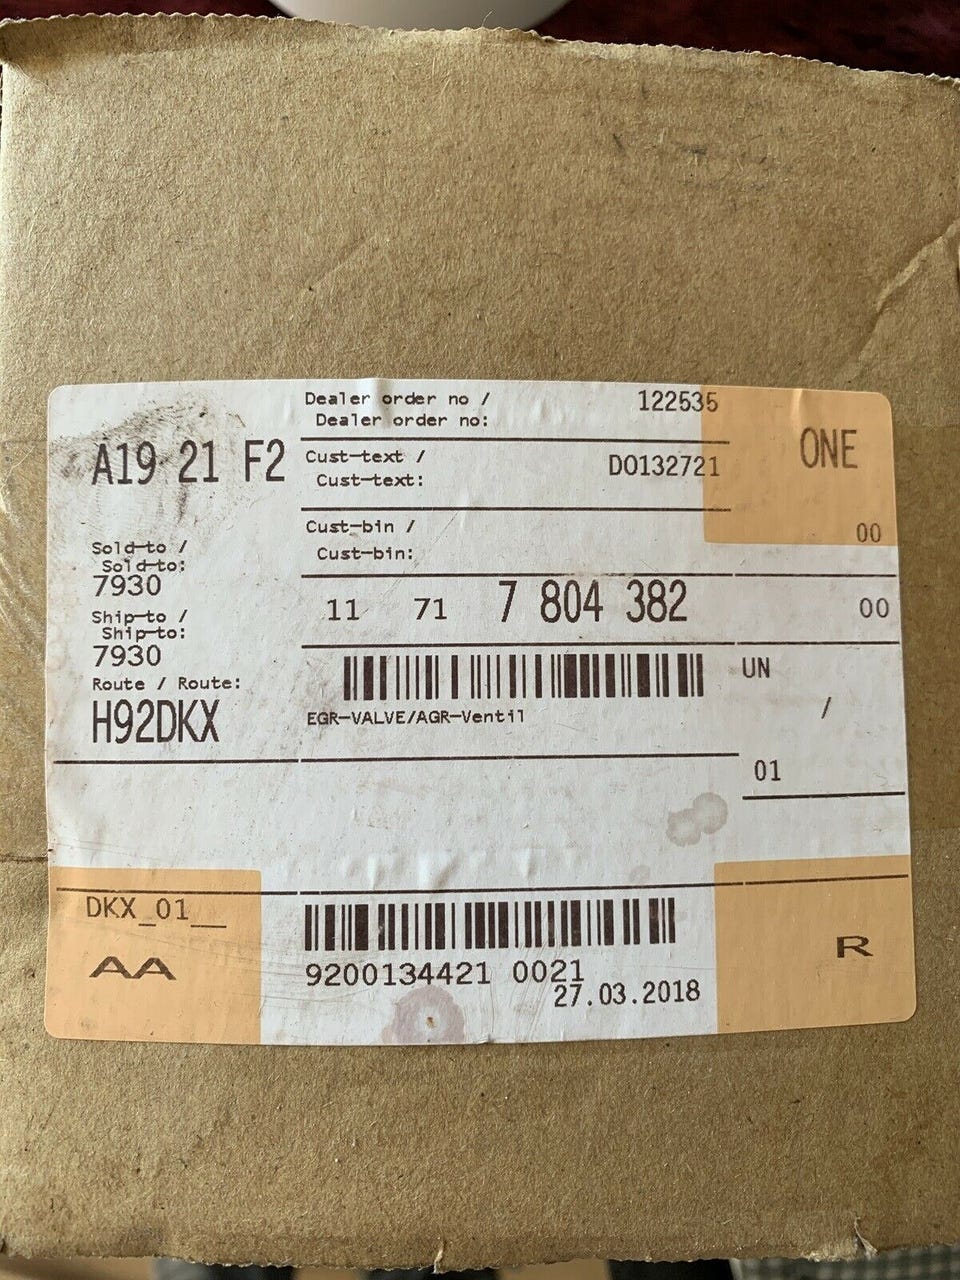 A19 21 F2
Sold-to /
Sold-to:
7930
Ship-to /
Ship-to:
7930
Route / Route:
H92DKX
Dealer order no /
Dealer order no:
122535
Cust-text /
Cust-text:
DO132721
Cust-bin /
Cust-bin:
11 71 7 804 382
EGR-VALVE/AGR-Ventil
ONE
00
00
UN
/
01
DKX_01__
AA
9200134421 0021
27.03.2018
R